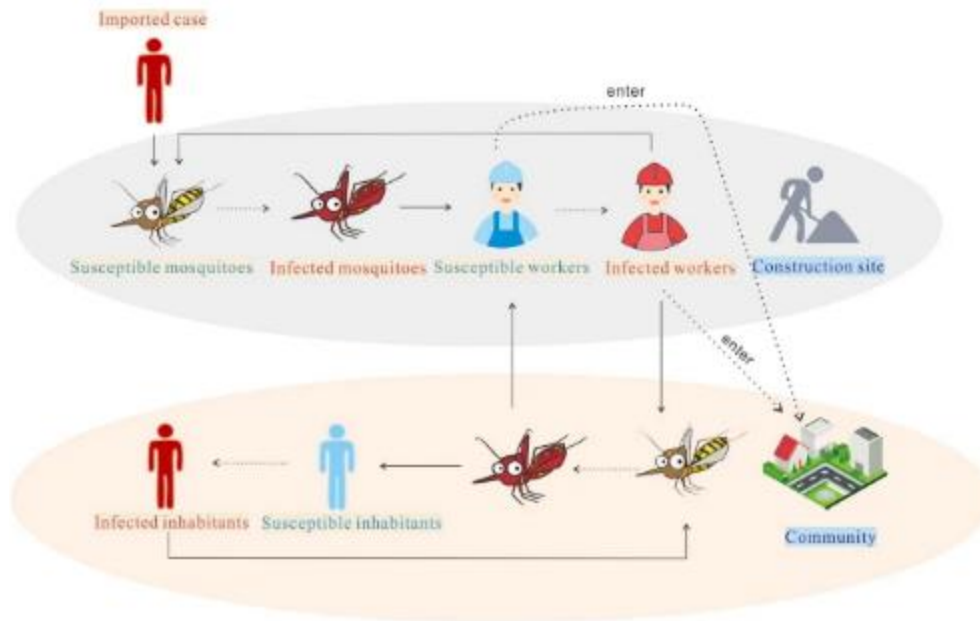 Imported case
enter
Susceptible mosquitoes
Infected mosquitoes
Susceptible workers
Infected workers
Construction site
enter
Infected inhabitants
Susceptible inhabitants
Community